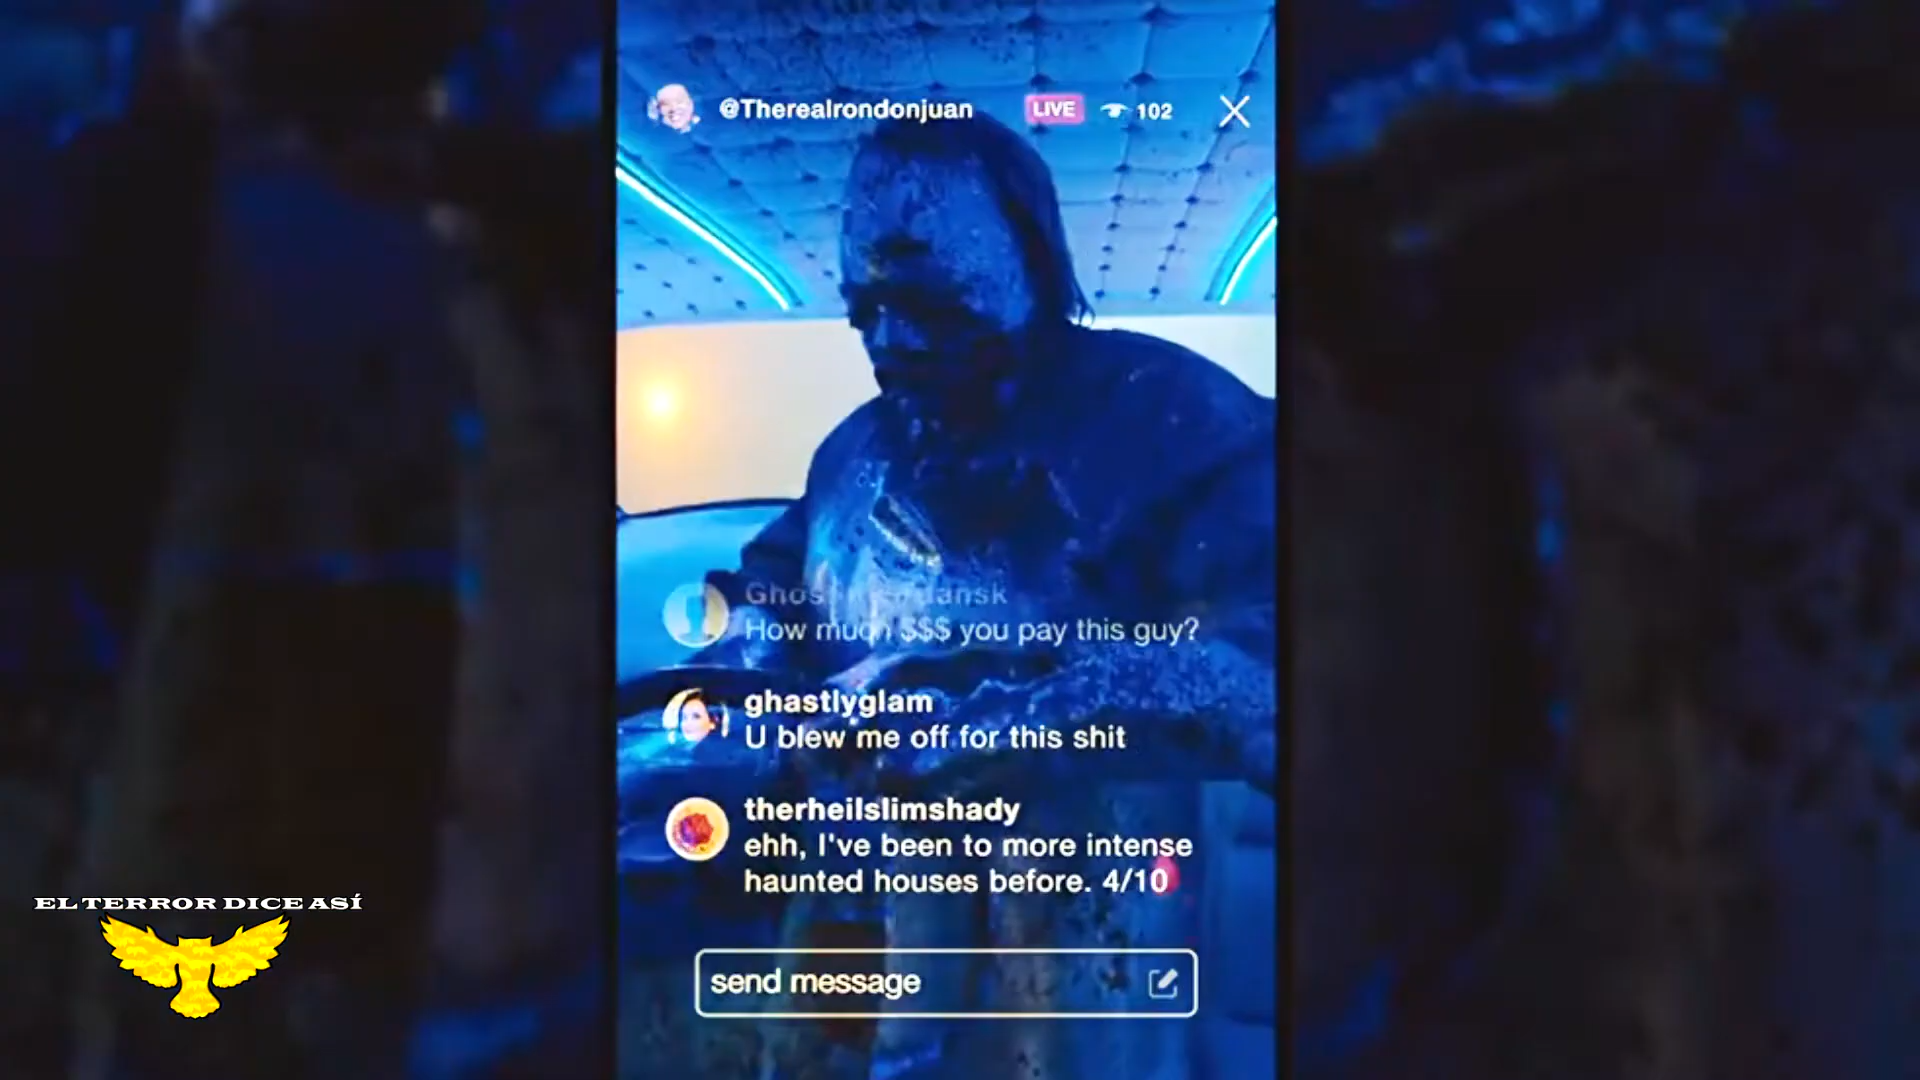 @Therealrondonjuan
LIVE
102
How much $$$ you pay this guy?
ghastlyglam
U blew me off for this shit
therheilslimshady
ehh, I've been to more intense
haunted houses before. 4/10
send message
EL TERROR DICE ASÍ